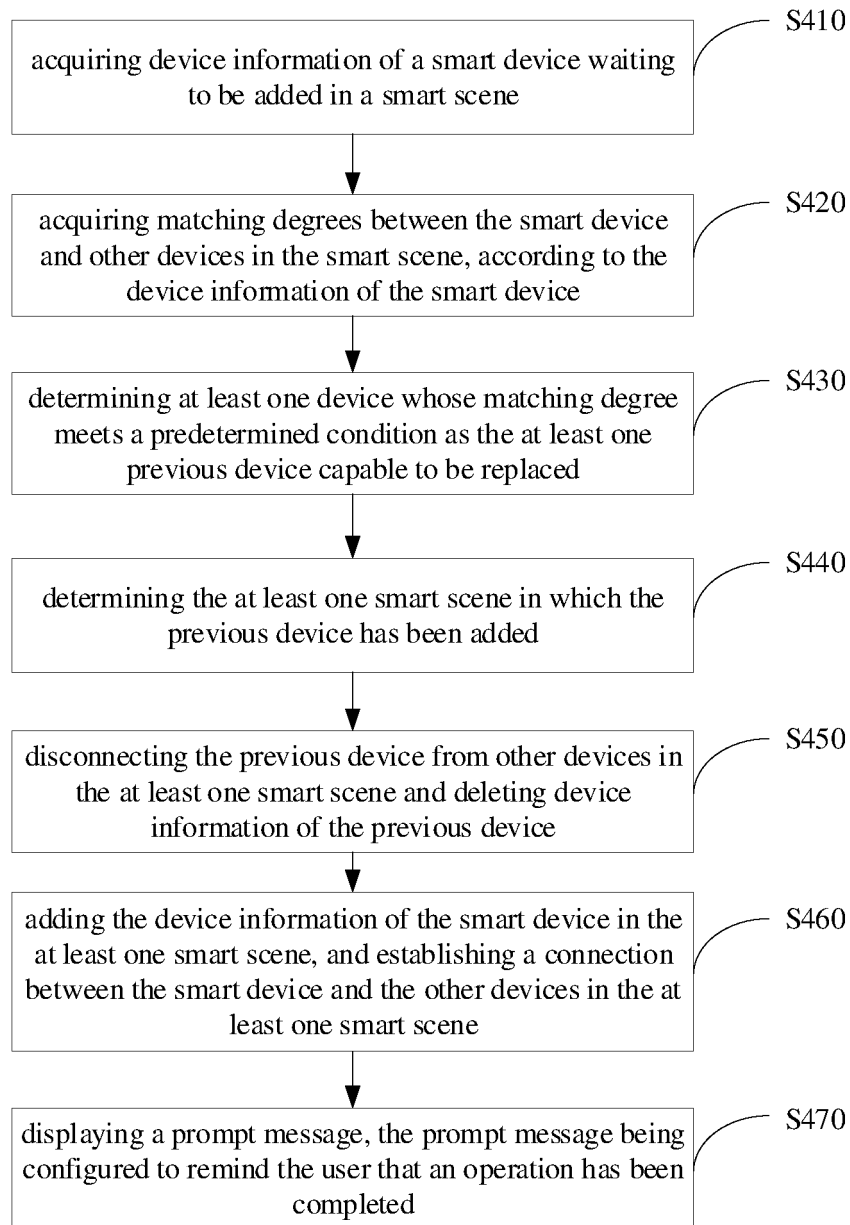 S410
acquiring device information of a smart device waiting
to be added in a smart scene
S420
acquiring matching degrees between the smart device
and other devices in the smart scene, according to the
device information of the smart device
S430
determining at least one device whose matching degree
meets a predetermined condition as the at least one
previous device capable to be replaced
S440
determining the at least one smart scene in which the
previous device has been added
S450
disconnecting the previous device from other devices in
the at least one smart scene and deleting device
information of the previous device
S460
adding the device information of the smart device in the
at least one smart scene, and establishing a connection
between the smart device and the other devices in the at
least one smart scene
S470
displaying a prompt message, the prompt message being
configured to remind the user that an operation has been
completed